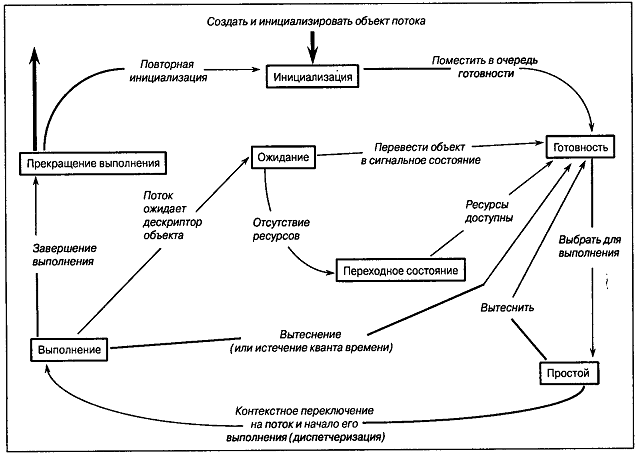 Создать и инициализировать объект потока
Повторная
инициализация
Инициализация
Поместить в очередь
готовности
Прекращение выполнения
Ожидание
Перевести объект
в сигнальное состояние
Готовность
Поток
ожидает
дескриптор
объекта
Отсутствие
ресурсов
Ресурсы
доступны
Завершение
выполнения
Выбрать для
выполнения
Переходное состояние
Вытеснить
Выполнение
Вытеснение
(или истечение кванта времени)
Простой
Контекстное переключение
на поток и начало его
выполнения (диспетчеризация)